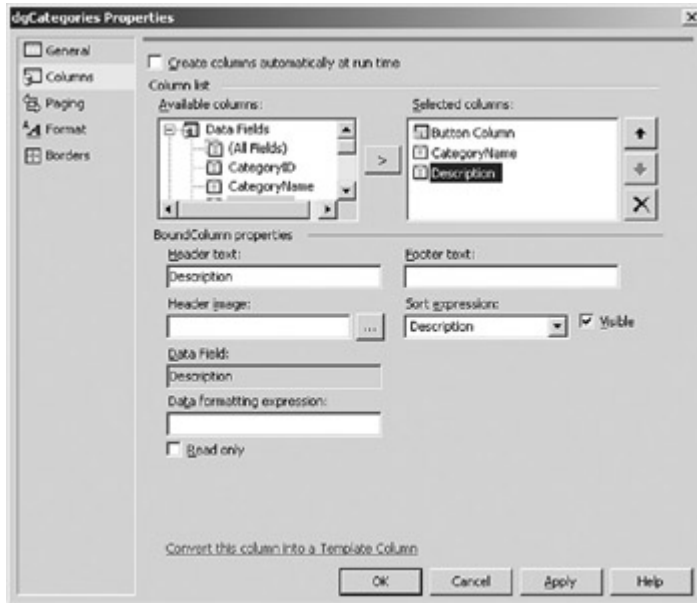 dgCategories Properties
General
Columns
Paging
Format
Borders
Create columns automatically at run time
Column list
Available columns:
Data Fields
(All Fields)
CategoryID
CategoryName
>
Selected columns:
Button Column
CategoryName
Description
BoundColumn properties
Header text:
Description
Footer text:
Header image:
...
Sort expression:
Description
Visible
Data Field:
Description
Data formatting expression:
Read only
Convert this column into a Template Column
OK
Cancel
Apply
Help